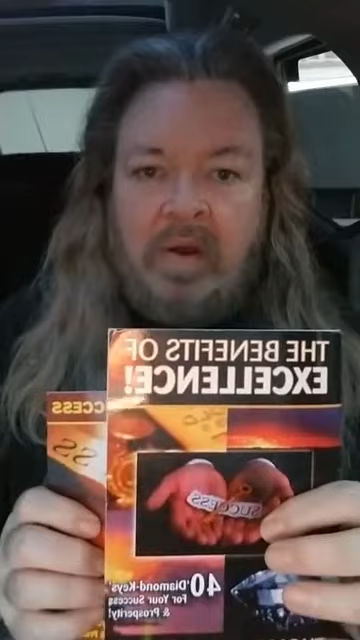 THE BENEFITS OF
EXCELLENCE!
SUCCESS
40 'Diamond-Keys'
For Your Success
& Prosperity!
CCESS